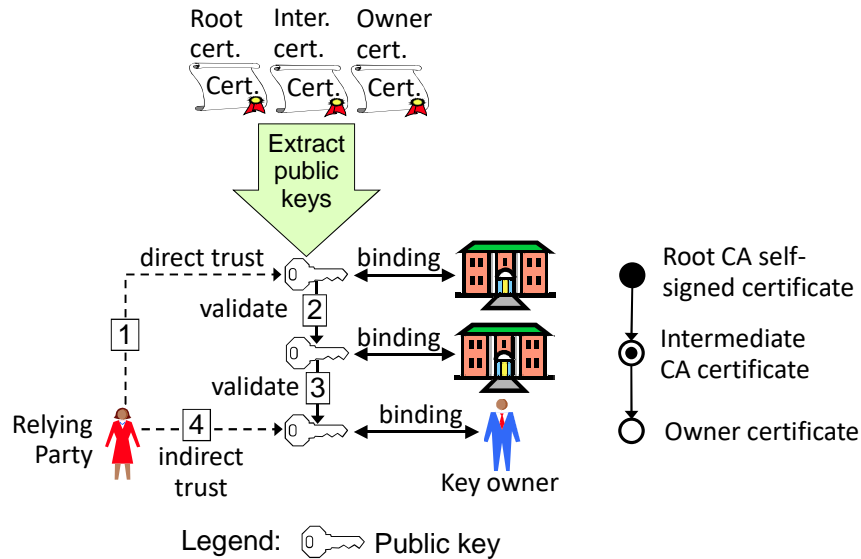 Root
cert.
Inter.
cert.
Owner
cert.
Cert.
Cert.
Cert.
Extract
public
keys
direct trust
binding
validate 2
1
binding
validate 3
Relying
Party
4
indirect
trust
binding
Key owner
Root CA self-
signed certificate
Intermediate
CA certificate
Owner certificate
Legend: Public key